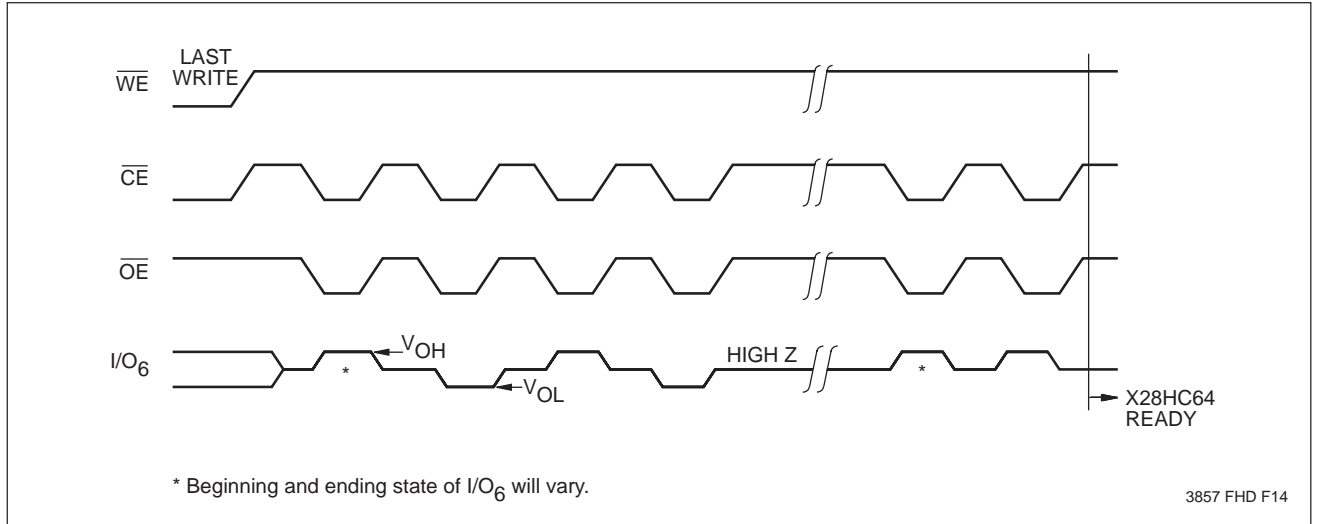 LAST
WRITE
WE
CE
OE
I/O6
VOH
VOL
HIGH Z
*
*
X28HC64
READY
* Beginning and ending state of I/O6 will vary.
3857 FHD F14